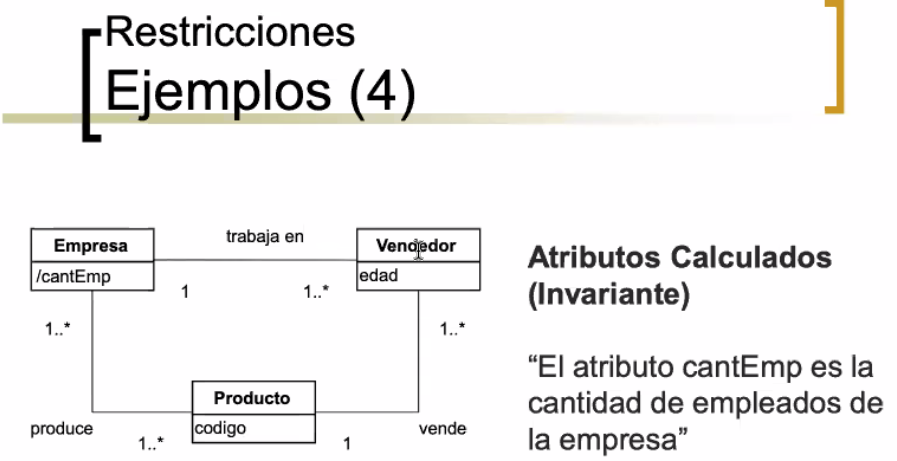 Restricciones
Ejemplos (4)
trabaja en
Empresa
Vendedor
/cantEmp
edad
1
1..*
1..*
1..*
Producto
codigo
produce
1..*
1
vende
Atributos Calculados
(Invariante)
“El atributo cantEmp es la
cantidad de empleados de
la empresa”